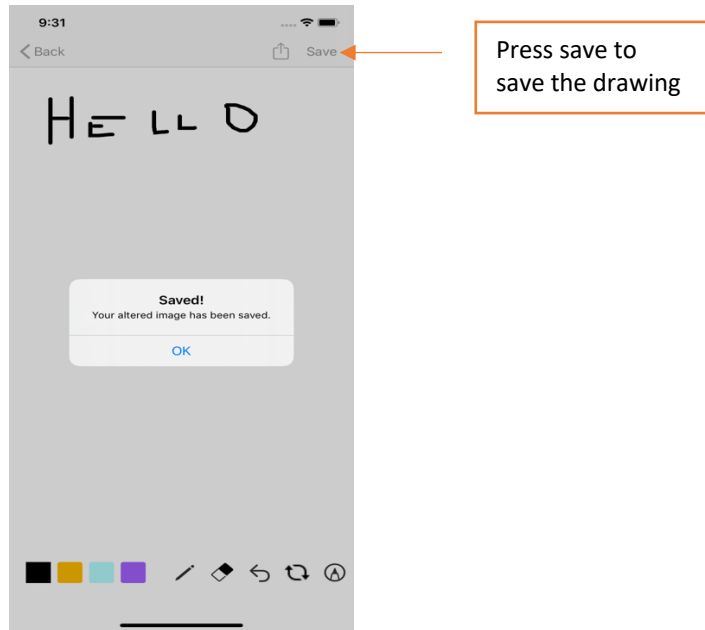 9:31
Back
Save
Press save to
save the drawing
HELLO
Saved!
Your altered image has been saved.
OK